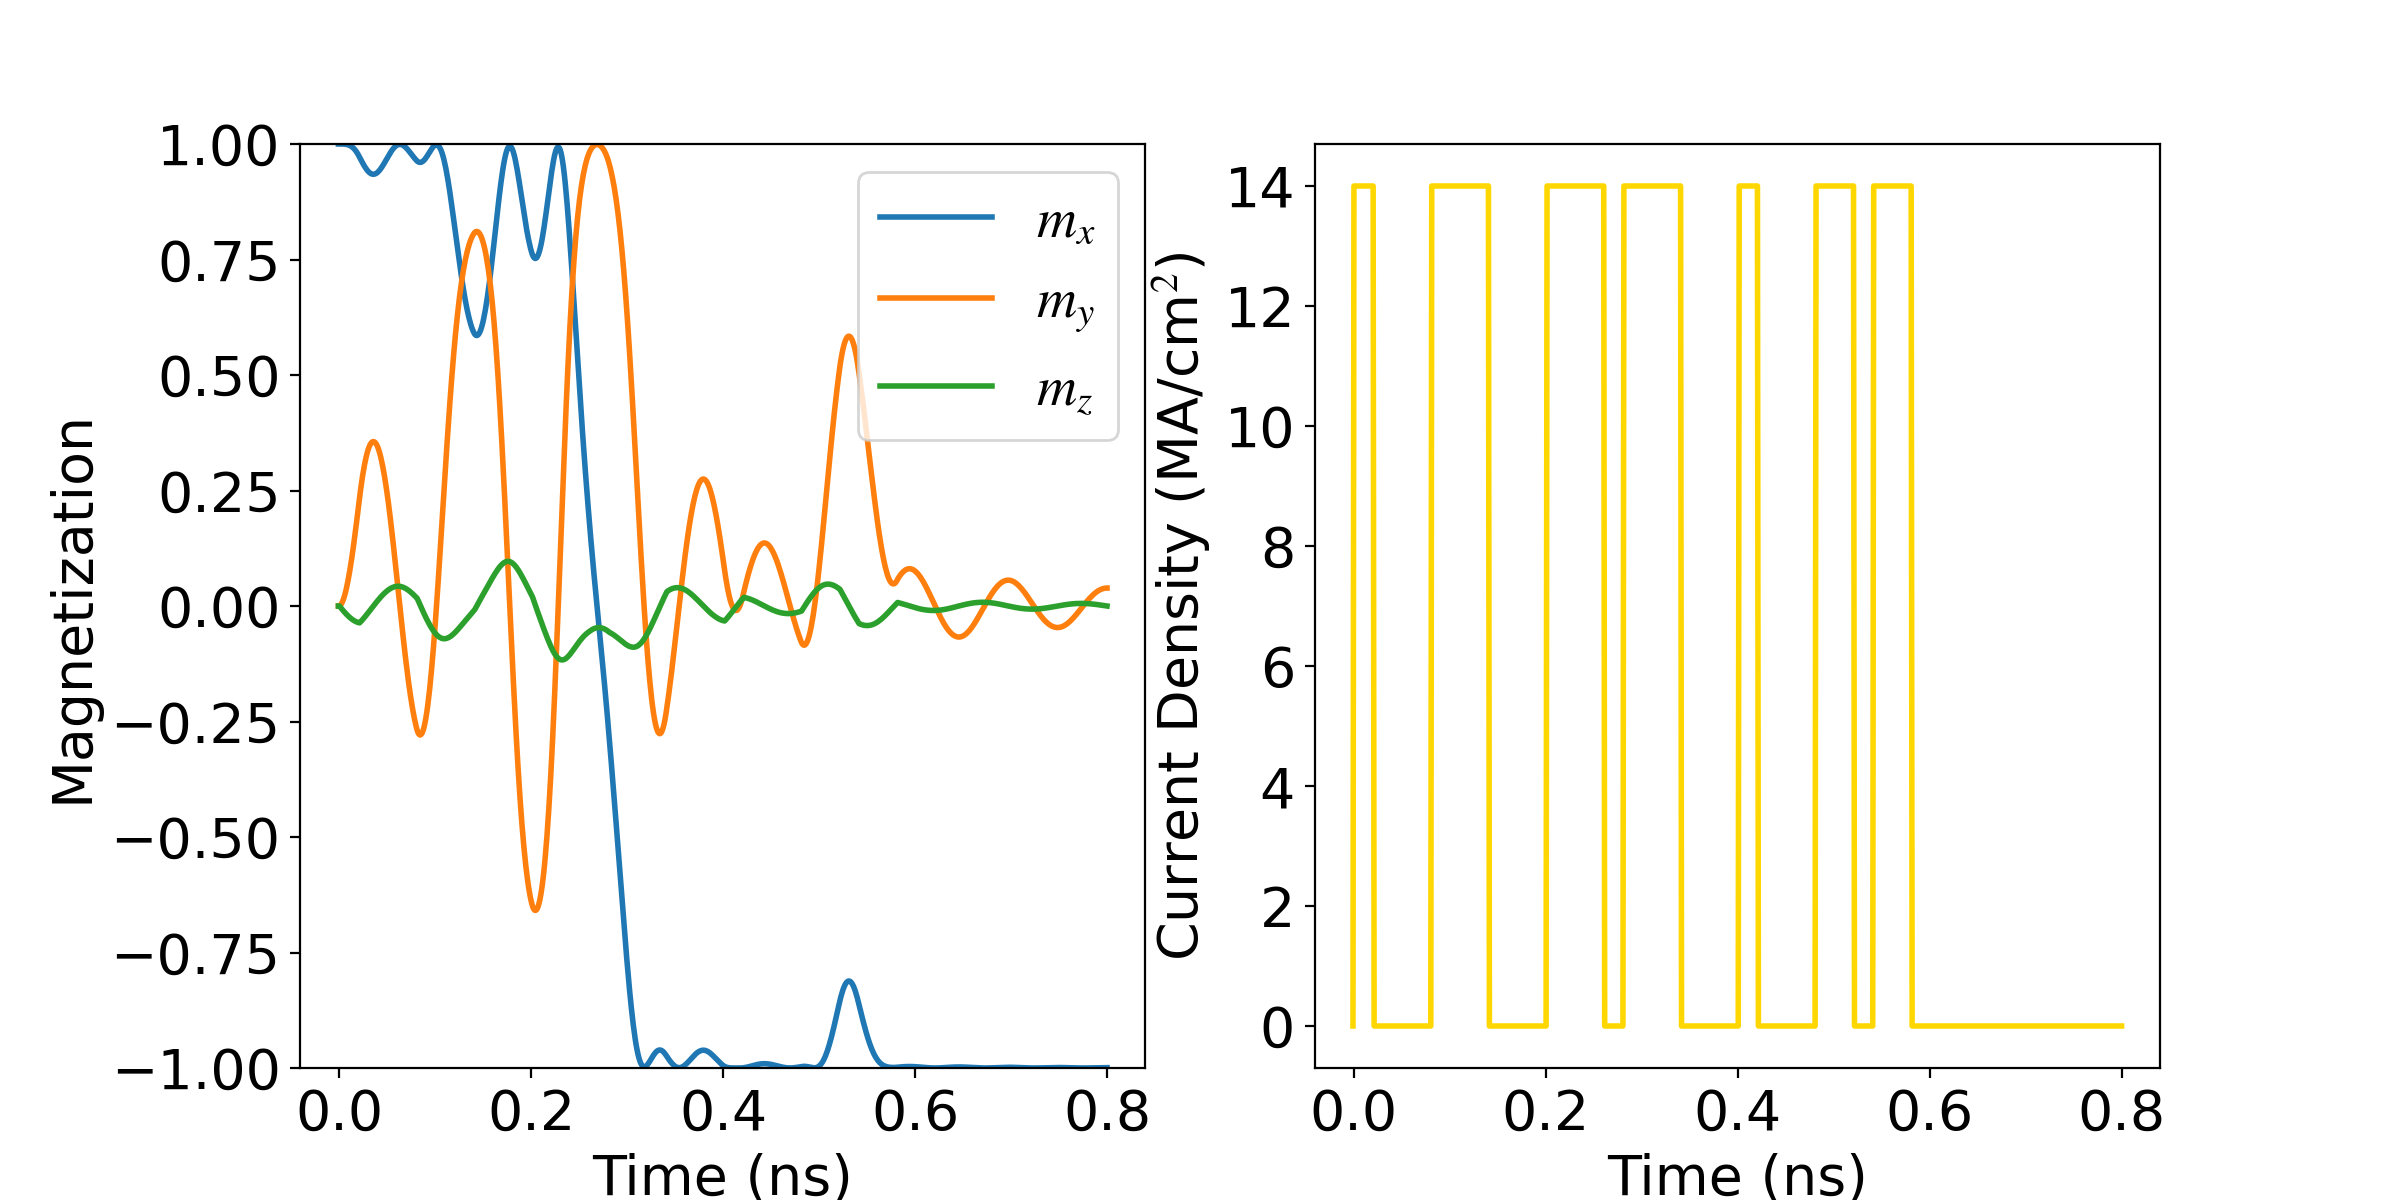 Magnetization
1.00
0.75
0.50
0.25
0.00
−0.25
−0.50
−0.75
−1.00
0.0 0.2 0.4 0.6 0.8
Time (ns)
m_x
m_y
m_z
Current Density (MA/cm²)
14
12
10
8
6
4
2
0
0.0 0.2 0.4 0.6 0.8
Time (ns)